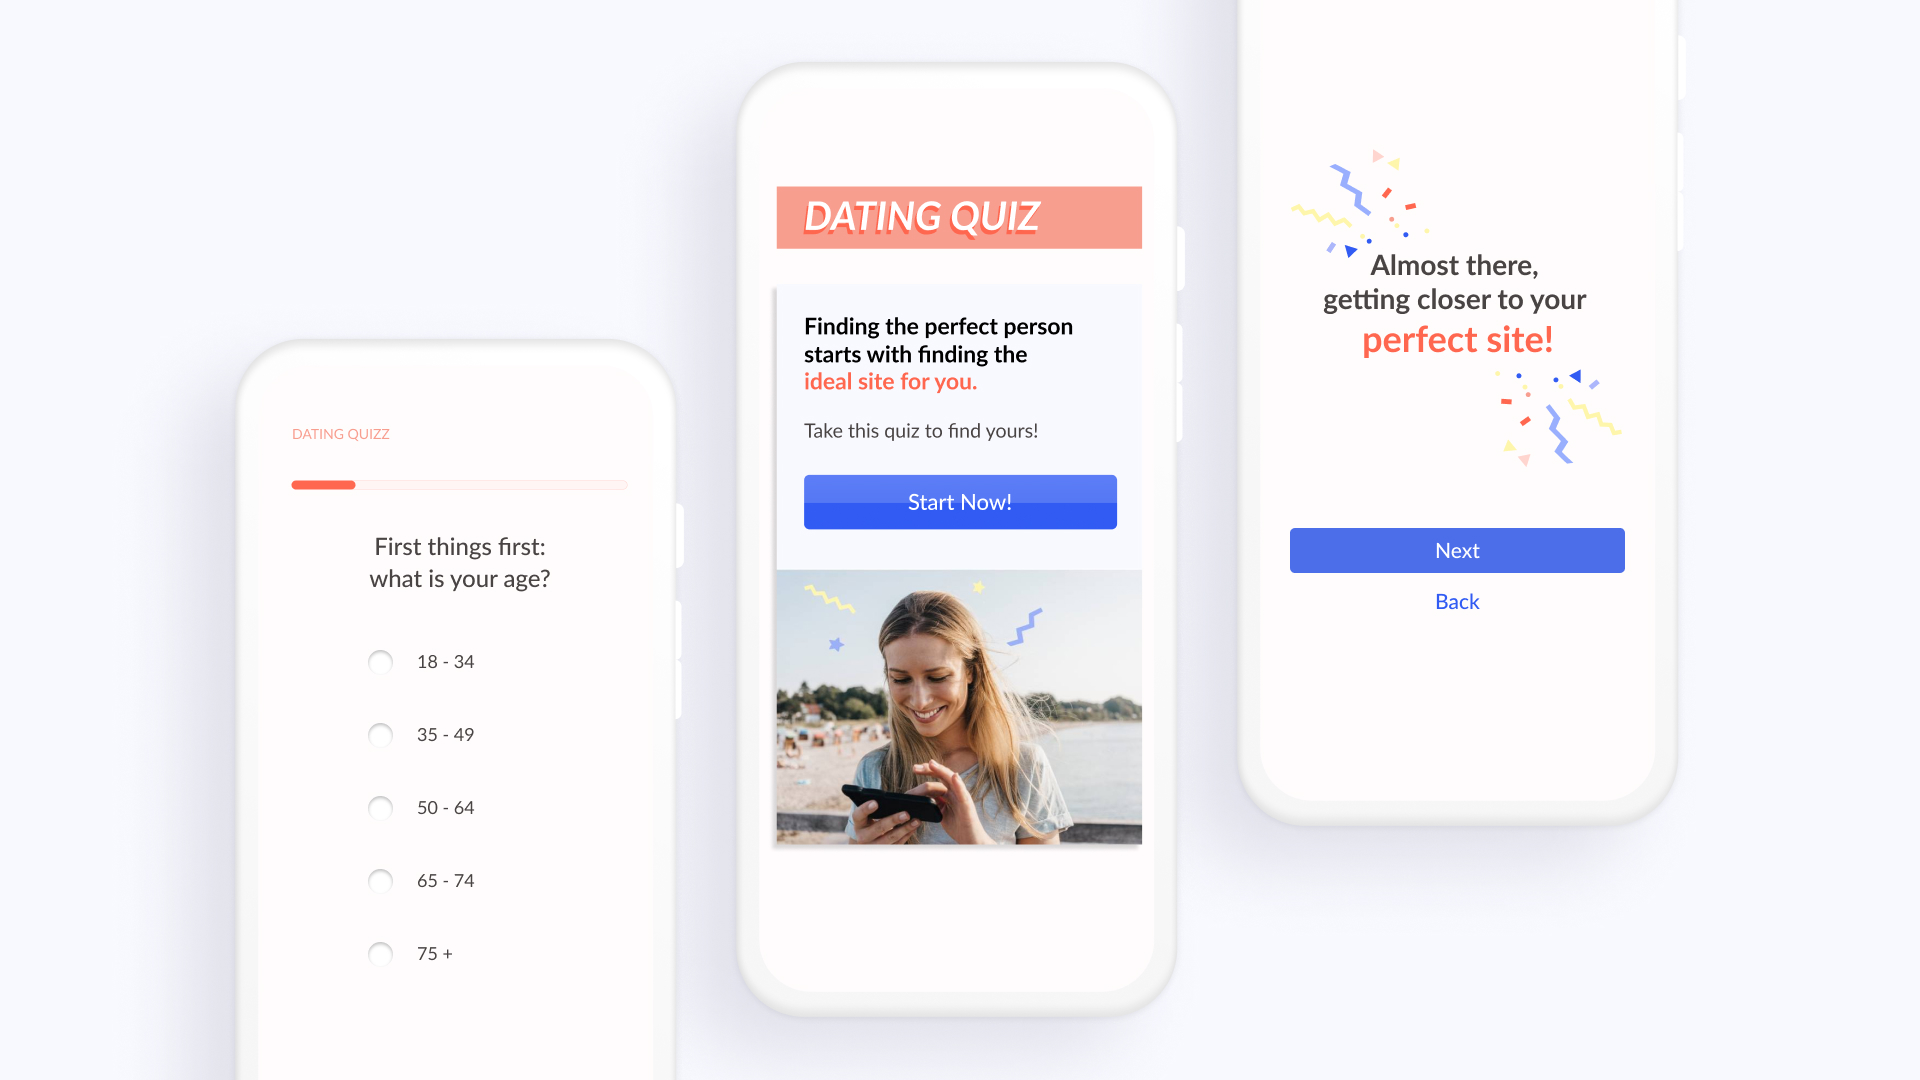 DATING QUIZZ
First things first:
what is your age?
18 - 34
35 - 49
50 - 64
65 - 74
75 +
DATING QUIZ
Finding the perfect person
starts with finding the
ideal site for you.
Take this quiz to find yours!
Start Now!
Almost there,
getting closer to your
perfect site!
Next
Back